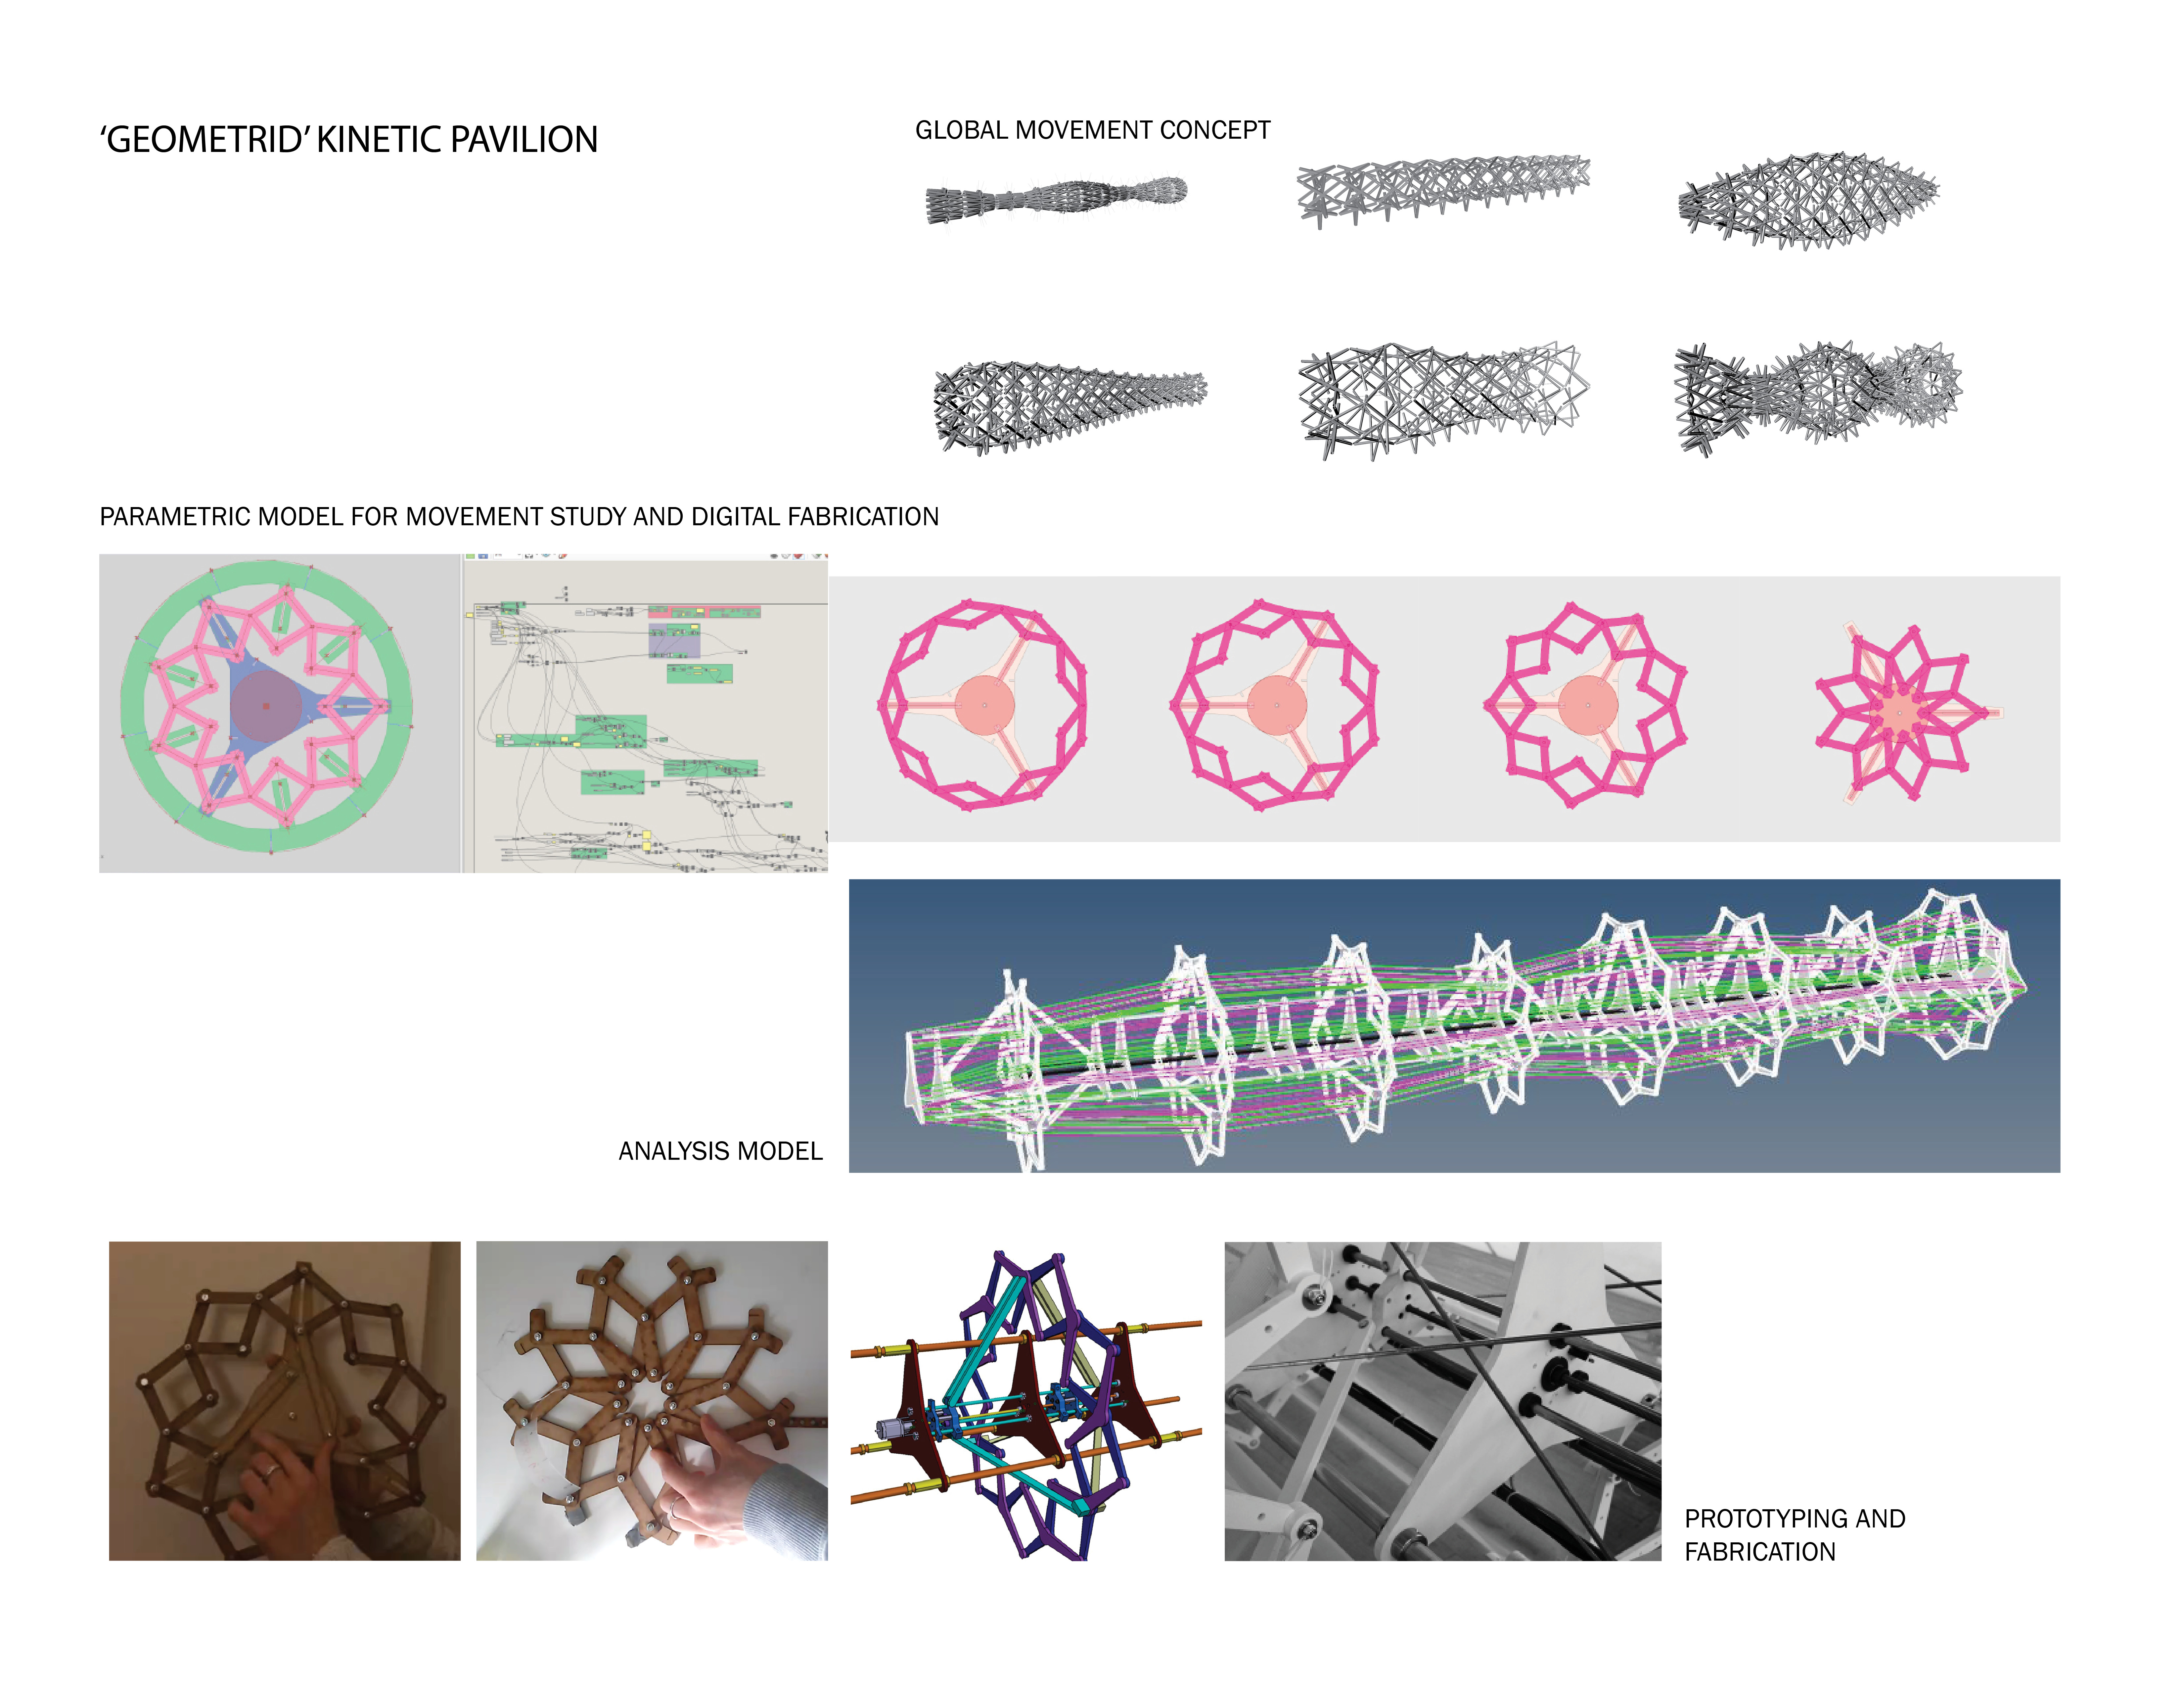 ‘GEOMETRID’ KINETIC PAVILION
GLOBAL MOVEMENT CONCEPT
PARAMETRIC MODEL FOR MOVEMENT STUDY AND DIGITAL FABRICATION
ANALYSIS MODEL
PROTOTYPING AND
FABRICATION